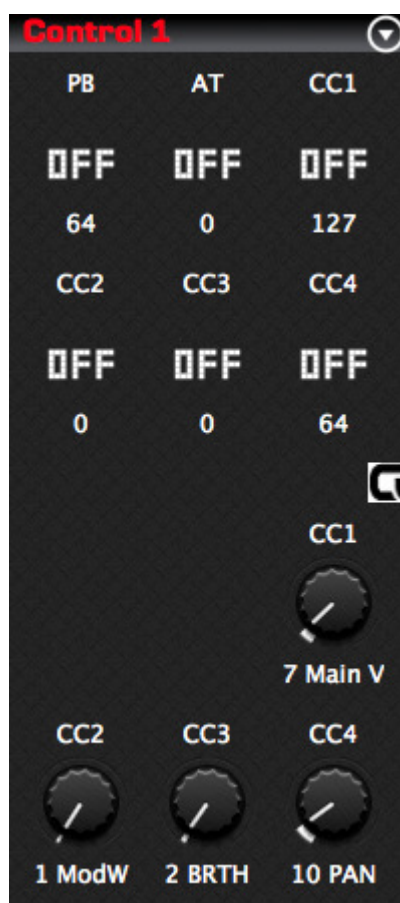 Control 1
PB AT CC1
OFF OFF OFF
64 0 127
CC2 CC3 CC4
OFF OFF OFF
0 0 64
CC1
7 Main V
CC2 CC3 CC4
1 ModW 2 BRTH 10 PAN